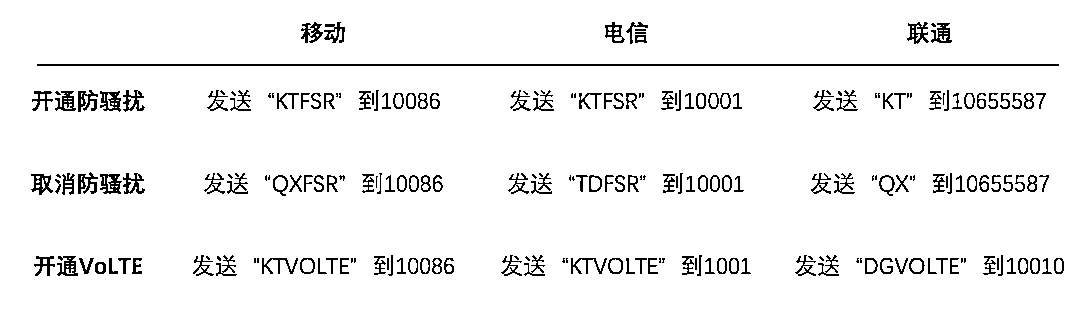 移动 电信 联通
开通防骚扰 发送 “KTFSR” 到10086 发送 “KTFSR” 到10001 发送 “KT” 到10655587
取消防骚扰 发送 “QXFSR” 到10086 发送 “TDFSR” 到10001 发送 “QX” 到10655587
开通VoLTE 发送 “KTVOLTE” 到10086 发送 “KTVOLTE” 到1001 发送 “DGVOLTE” 到10010